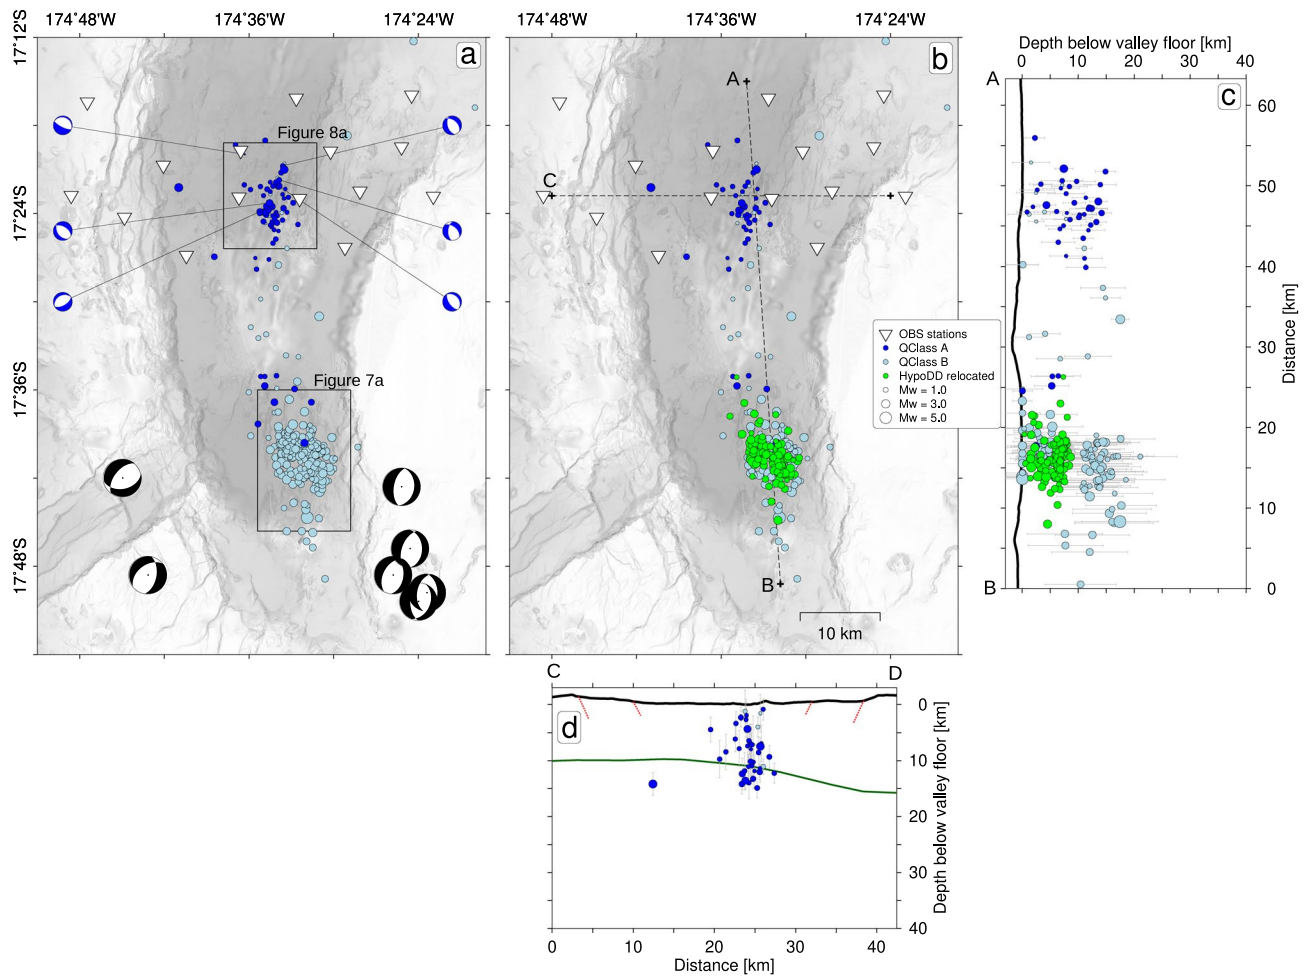 174°48'W 174°36'W 174°24'W 174°48'W 174°36'W 174°24'W
17°12'S
17°24'S
17°36'S
17°48'S
a
Figure 8a
Figure 7a
b
A
C
B
10 km
OBS stations
QClass A
QClass B
HypoDD relocated
Mw = 1.0
Mw = 3.0
Mw = 5.0
Depth below valley floor [km]
0 10 20 30 40
A
c
60
50
40
30
20
10
0
B
Distance [km]
C D
d
0
10
20
30
40
Depth below valley floor [km]
0 10 20 30 40
Distance [km]